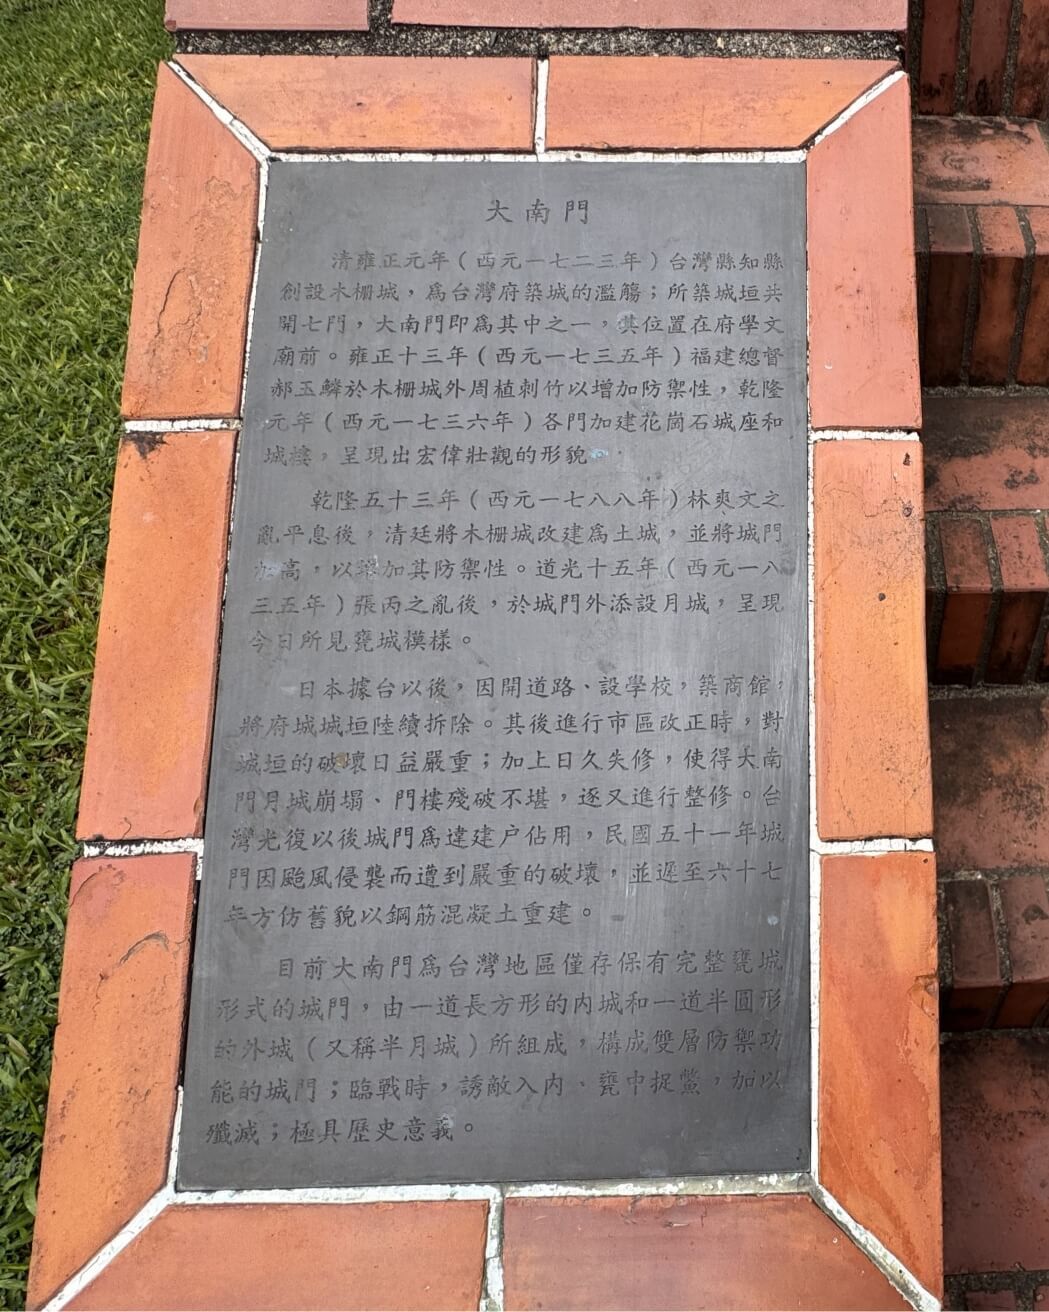 大南門
清雍正元年（西元一七二三年）台灣縣知縣
創設木柵城，為台灣府築城的濫觴；所築城垣共
開七門，大南門即為其中之一，其位置在府學文
廟前。雍正十三年（西元一七三五年）福建總督
郝玉麟於木柵城外周植刺竹以增加防禦性，乾隆
元年（西元一七三六年）各門加建花崗石城座和
城樓，呈現出宏偉壯觀的形貌
乾隆五十三年（西元一七八八年）林爽文之
亂平息後，清廷將木柵城改建為土城，並將城門
加高，以增加其防禦性。道光十五年（西元一八
三五年）張丙之亂後，於城門外添設月城，呈現
今日所見甕城模樣。
日本據台以後，因開道路、設學校，築商館，
將府城城垣陸續拆除。其後進行市區改正時，對
城垣的破壞日益嚴重；加上日久失修，使得大南
門月城崩塌、門樓殘破不堪，逐又進行整修。台
灣光復以後城門為違建户佔用，民國五十一年城
門因颱風侵襲而遭到嚴重的破壞，並遲至六十七
年方仿舊貌以鋼筋混凝土重建。
目前大南門為台灣地區僅存保有完整甕城
形式的城門，由一道長方形的內城和一道半圓形
的外城（又稱半月城）所組成，構成雙層防禦功
能的城門；臨戰時，誘敵入內、甕中捉鱉，加以
殲滅；極具歷史意義。